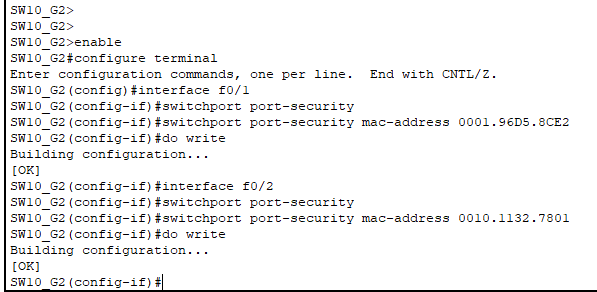 SW10_G2>
SW10_G2>
SW10_G2>enable
SW10_G2#configure terminal
Enter configuration commands, one per line.  End with CNTL/Z.
SW10_G2(config)#interface f0/1
SW10_G2(config-if)#switchport port-security
SW10_G2(config-if)#switchport port-security mac-address 0001.96D5.8CE2
SW10_G2(config-if)#do write
Building configuration...
[OK]
SW10_G2(config-if)#interface f0/2
SW10_G2(config-if)#switchport port-security
SW10_G2(config-if)#switchport port-security mac-address 0010.1132.7801
SW10_G2(config-if)#do write
Building configuration...
[OK]
SW10_G2(config-if)#